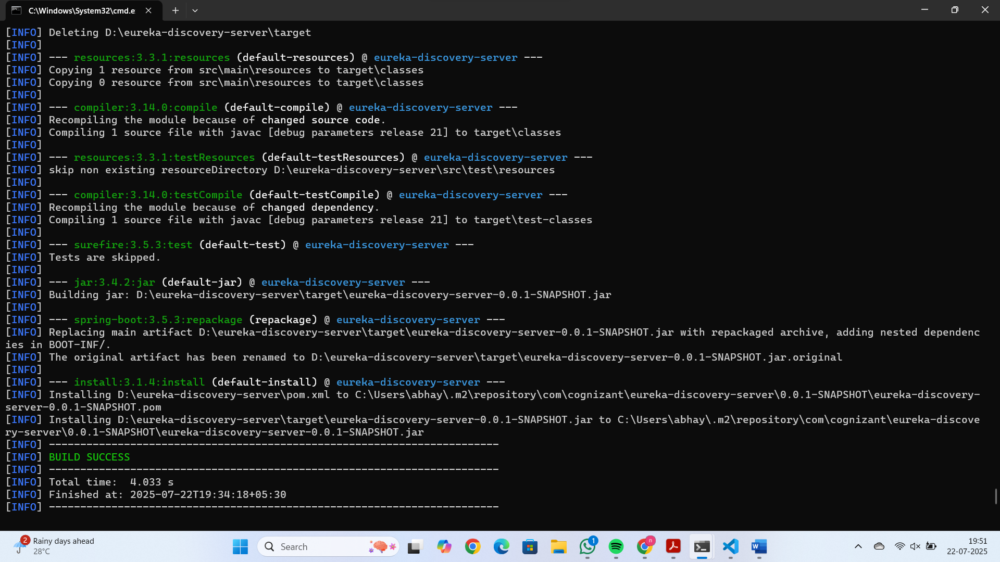 C:\Windows\System32\cmd.e
[INFO] Deleting D:\eureka-discovery-server\target
[INFO]
[INFO] --- resources:3.3.1:resources (default-resources) @ eureka-discovery-server ---
[INFO] Copying 1 resource from src\main\resources to target\classes
[INFO] Copying 0 resource from src\main\resources to target\classes
[INFO]
[INFO] --- compiler:3.14.0:compile (default-compile) @ eureka-discovery-server ---
[INFO] Recompiling the module because of changed source code.
[INFO] Compiling 1 source file with javac [debug parameters release 21] to target\classes
[INFO]
[INFO] --- resources:3.3.1:testResources (default-testResources) @ eureka-discovery-server ---
[INFO] skip non existing resourceDirectory D:\eureka-discovery-server\src\test\resources
[INFO]
[INFO] --- compiler:3.14.0:testCompile (default-testCompile) @ eureka-discovery-server ---
[INFO] Recompiling the module because of changed dependency.
[INFO] Compiling 1 source file with javac [debug parameters release 21] to target\test-classes
[INFO]
[INFO] --- surefire:3.5.3:test (default-test) @ eureka-discovery-server ---
[INFO] Tests are skipped.
[INFO]
[INFO] --- jar:3.4.2:jar (default-jar) @ eureka-discovery-server ---
[INFO] Building jar: D:\eureka-discovery-server\target\eureka-discovery-server-0.0.1-SNAPSHOT.jar
[INFO]
[INFO] --- spring-boot:3.5.3:repackage (repackage) @ eureka-discovery-server ---
[INFO] Replacing main artifact D:\eureka-discovery-server\target\eureka-discovery-server-0.0.1-SNAPSHOT.jar with repackaged archive, adding nested dependenc
ies in BOOT-INF/.
[INFO] The original artifact has been renamed to D:\eureka-discovery-server\target\eureka-discovery-server-0.0.1-SNAPSHOT.jar.original
[INFO]
[INFO] --- install:3.1.4:install (default-install) @ eureka-discovery-server ---
[INFO] Installing D:\eureka-discovery-server\pom.xml to C:\Users\abhay\.m2\repository\com\cognizant\eureka-discovery-server\0.0.1-SNAPSHOT\eureka-discovery-
server-0.0.1-SNAPSHOT.pom
[INFO] Installing D:\eureka-discovery-server\target\eureka-discovery-server-0.0.1-SNAPSHOT.jar to C:\Users\abhay\.m2\repository\com\cognizant\eureka-discove
ry-server\0.0.1-SNAPSHOT\eureka-discovery-server-0.0.1-SNAPSHOT.jar
[INFO] ------------------------------------------------------------------------
[INFO] BUILD SUCCESS
[INFO] ------------------------------------------------------------------------
[INFO] Total time:  4.033 s
[INFO] Finished at: 2025-07-22T19:34:18+05:30
[INFO] ------------------------------------------------------------------------
2
Rainy days ahead
28°C
Search
1
n
W
19:51
22-07-2025